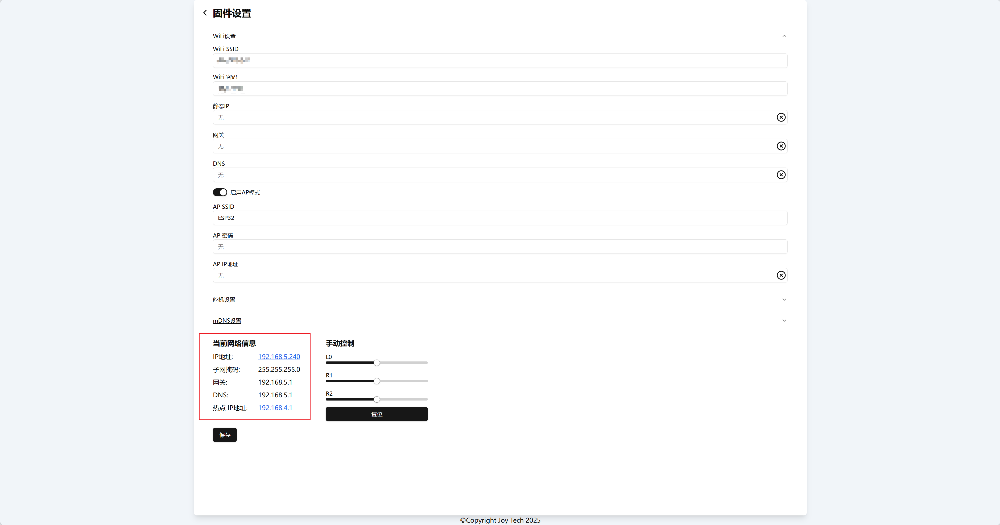 固件设置
WiFi设置
WiFi SSID
WiFi 密码
静态IP
无
网关
无
DNS
无
启用AP模式
AP SSID
ESP32
AP 密码
无
AP IP地址
无
舵机设置
mDNS设置
当前网络信息
IP地址: 192.168.5.240
子网掩码: 255.255.255.0
网关: 192.168.5.1
DNS: 192.168.5.1
热点 IP地址: 192.168.4.1
手动控制
L0
R1
R2
复位
保存
©Copyright Joy Tech 2025